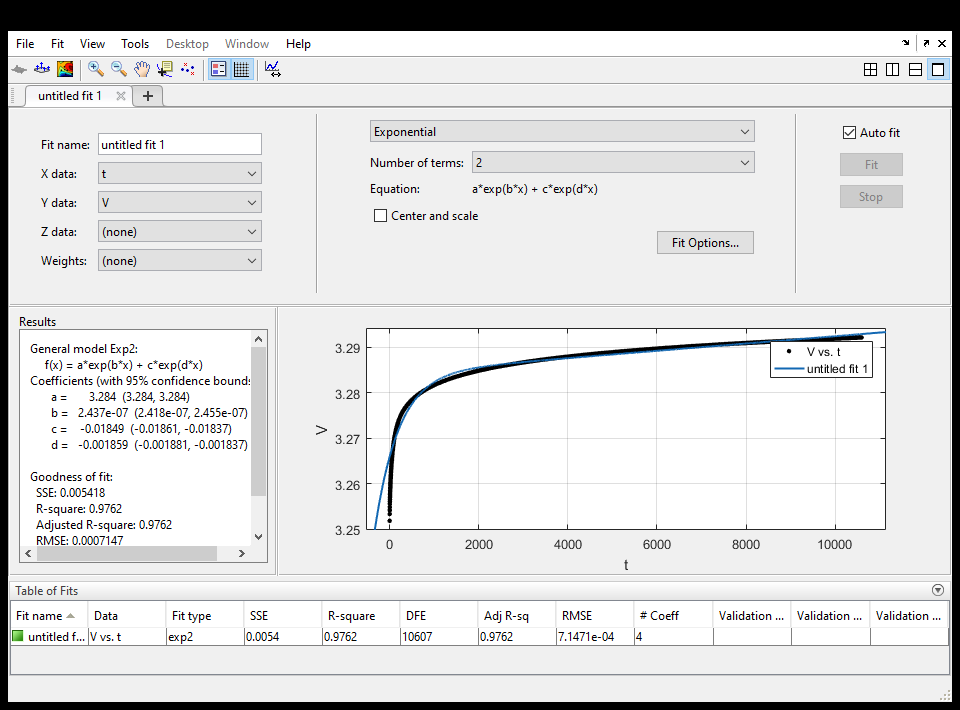 File Fit View Tools Desktop Window Help
untitled fit 1
Fit name: untitled fit 1
X data: t
Y data: V
Z data: (none)
Weights: (none)
Exponential
Number of terms: 2
Equation: a*exp(b*x) + c*exp(d*x)
Center and scale
Fit Options...
Auto fit
Fit
Stop
Results
General model Exp2:
f(x) = a*exp(b*x) + c*exp(d*x)
Coefficients (with 95% confidence bounds
a = 3.284 (3.284, 3.284)
b = 2.437e-07 (2.418e-07, 2.455e-07)
c = -0.01849 (-0.01861, -0.01837)
d = -0.001859 (-0.001881, -0.001837)
Goodness of fit:
SSE: 0.005418
R-square: 0.9762
Adjusted R-square: 0.9762
RMSE: 0.0007147
3.29
3.28
3.27
3.26
3.25
V
0 2000 4000 6000 8000 10000
t
V vs. t
untitled fit 1
Table of Fits
Fit name Data Fit type SSE R-square DFE Adj R-sq RMSE # Coeff Validation ... Validation ... Validation ...
untitled f... V vs. t exp2 0.0054 0.9762 10607 0.9762 7.1471e-04 4